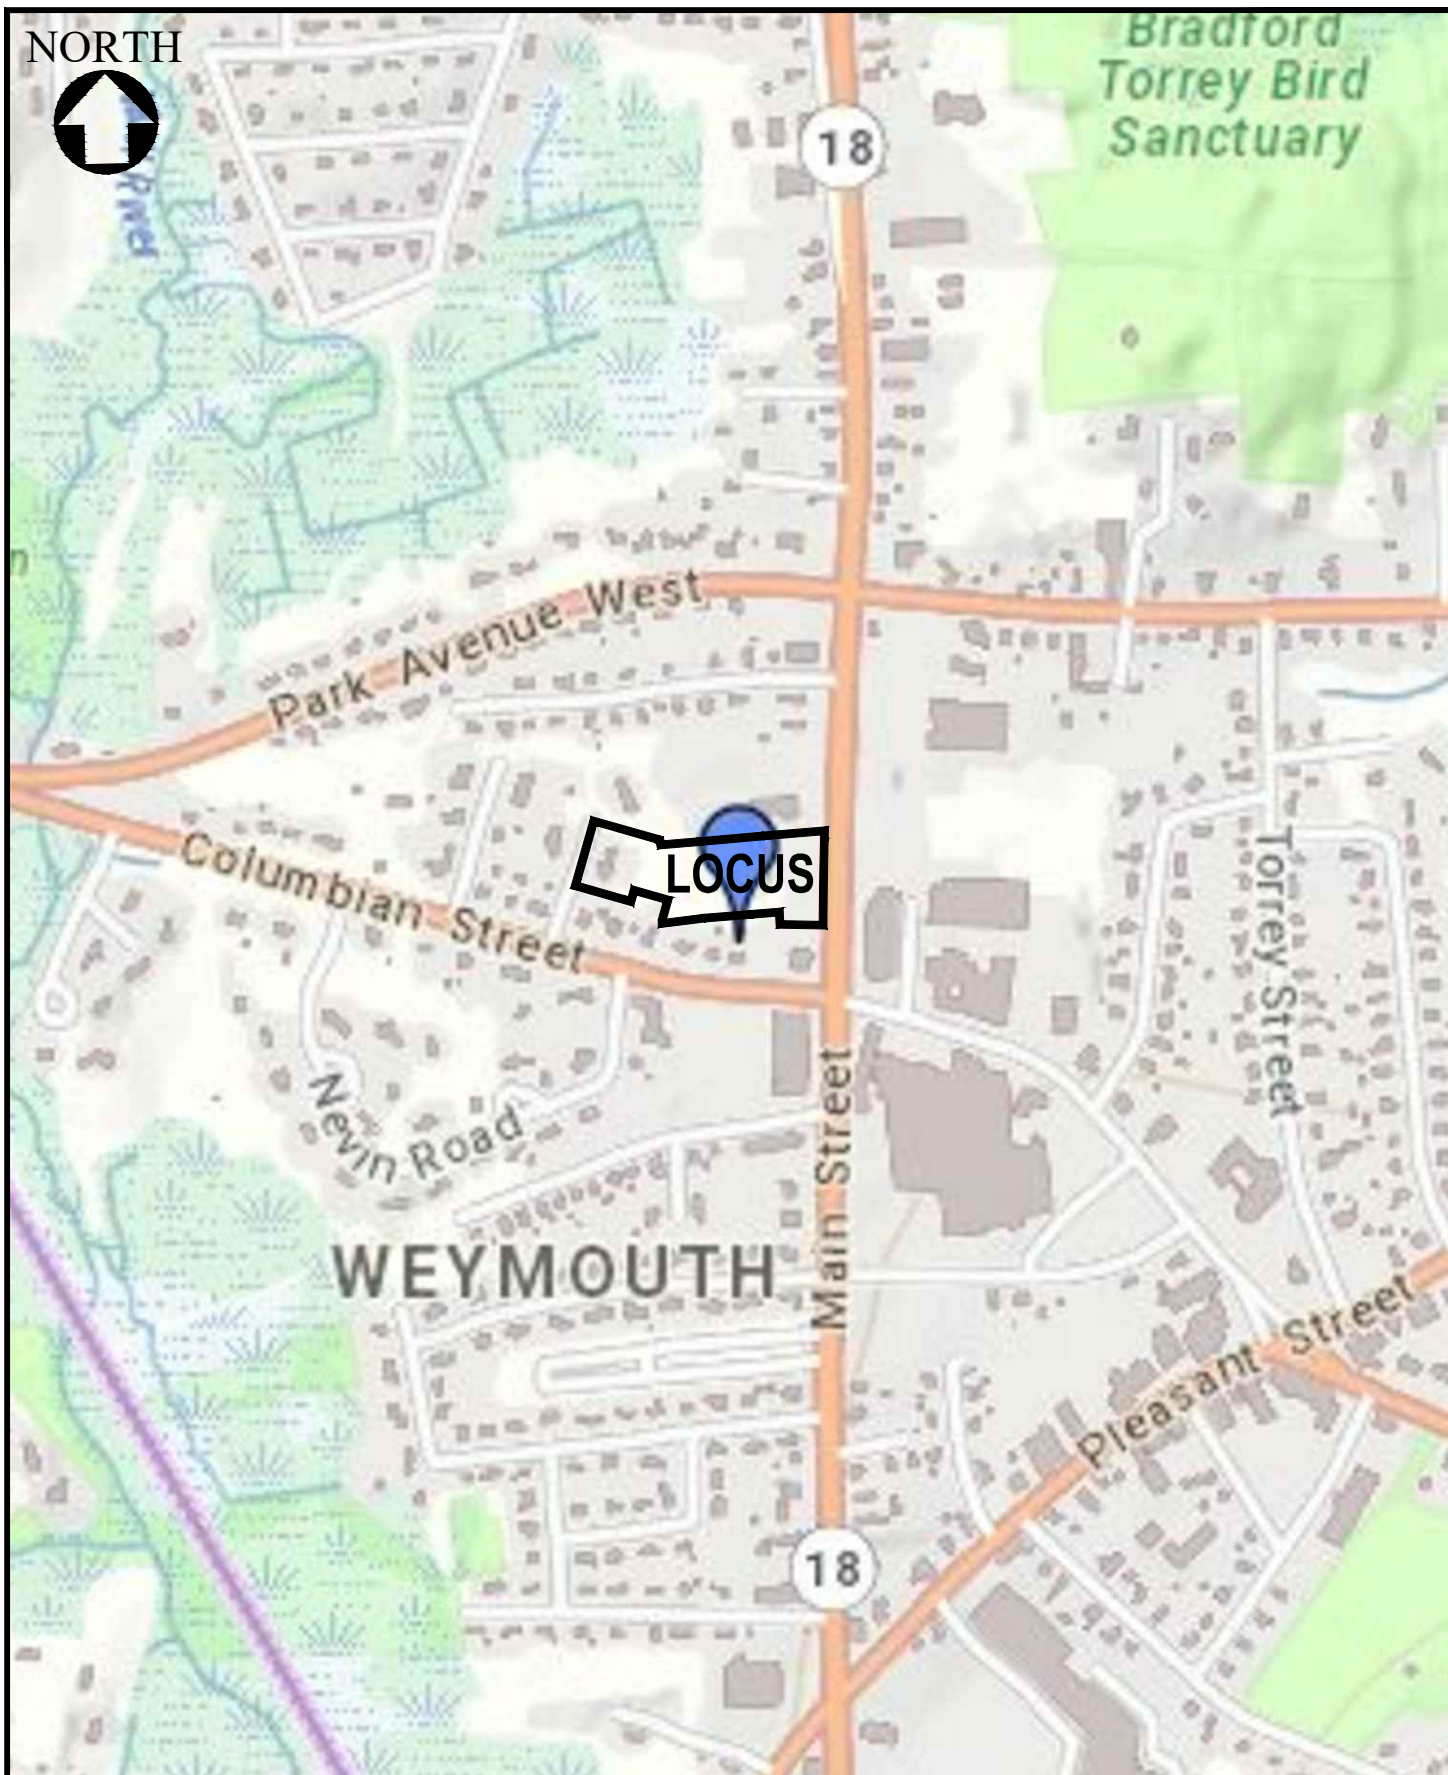 NORTH
Bradford
Torrey Bird
Sanctuary
River
18
Park Avenue West
Columbian Street
LOCUS
Torrey Street
Nevin Road
Main Street
WEYMOUTH
Pleasant Street
18